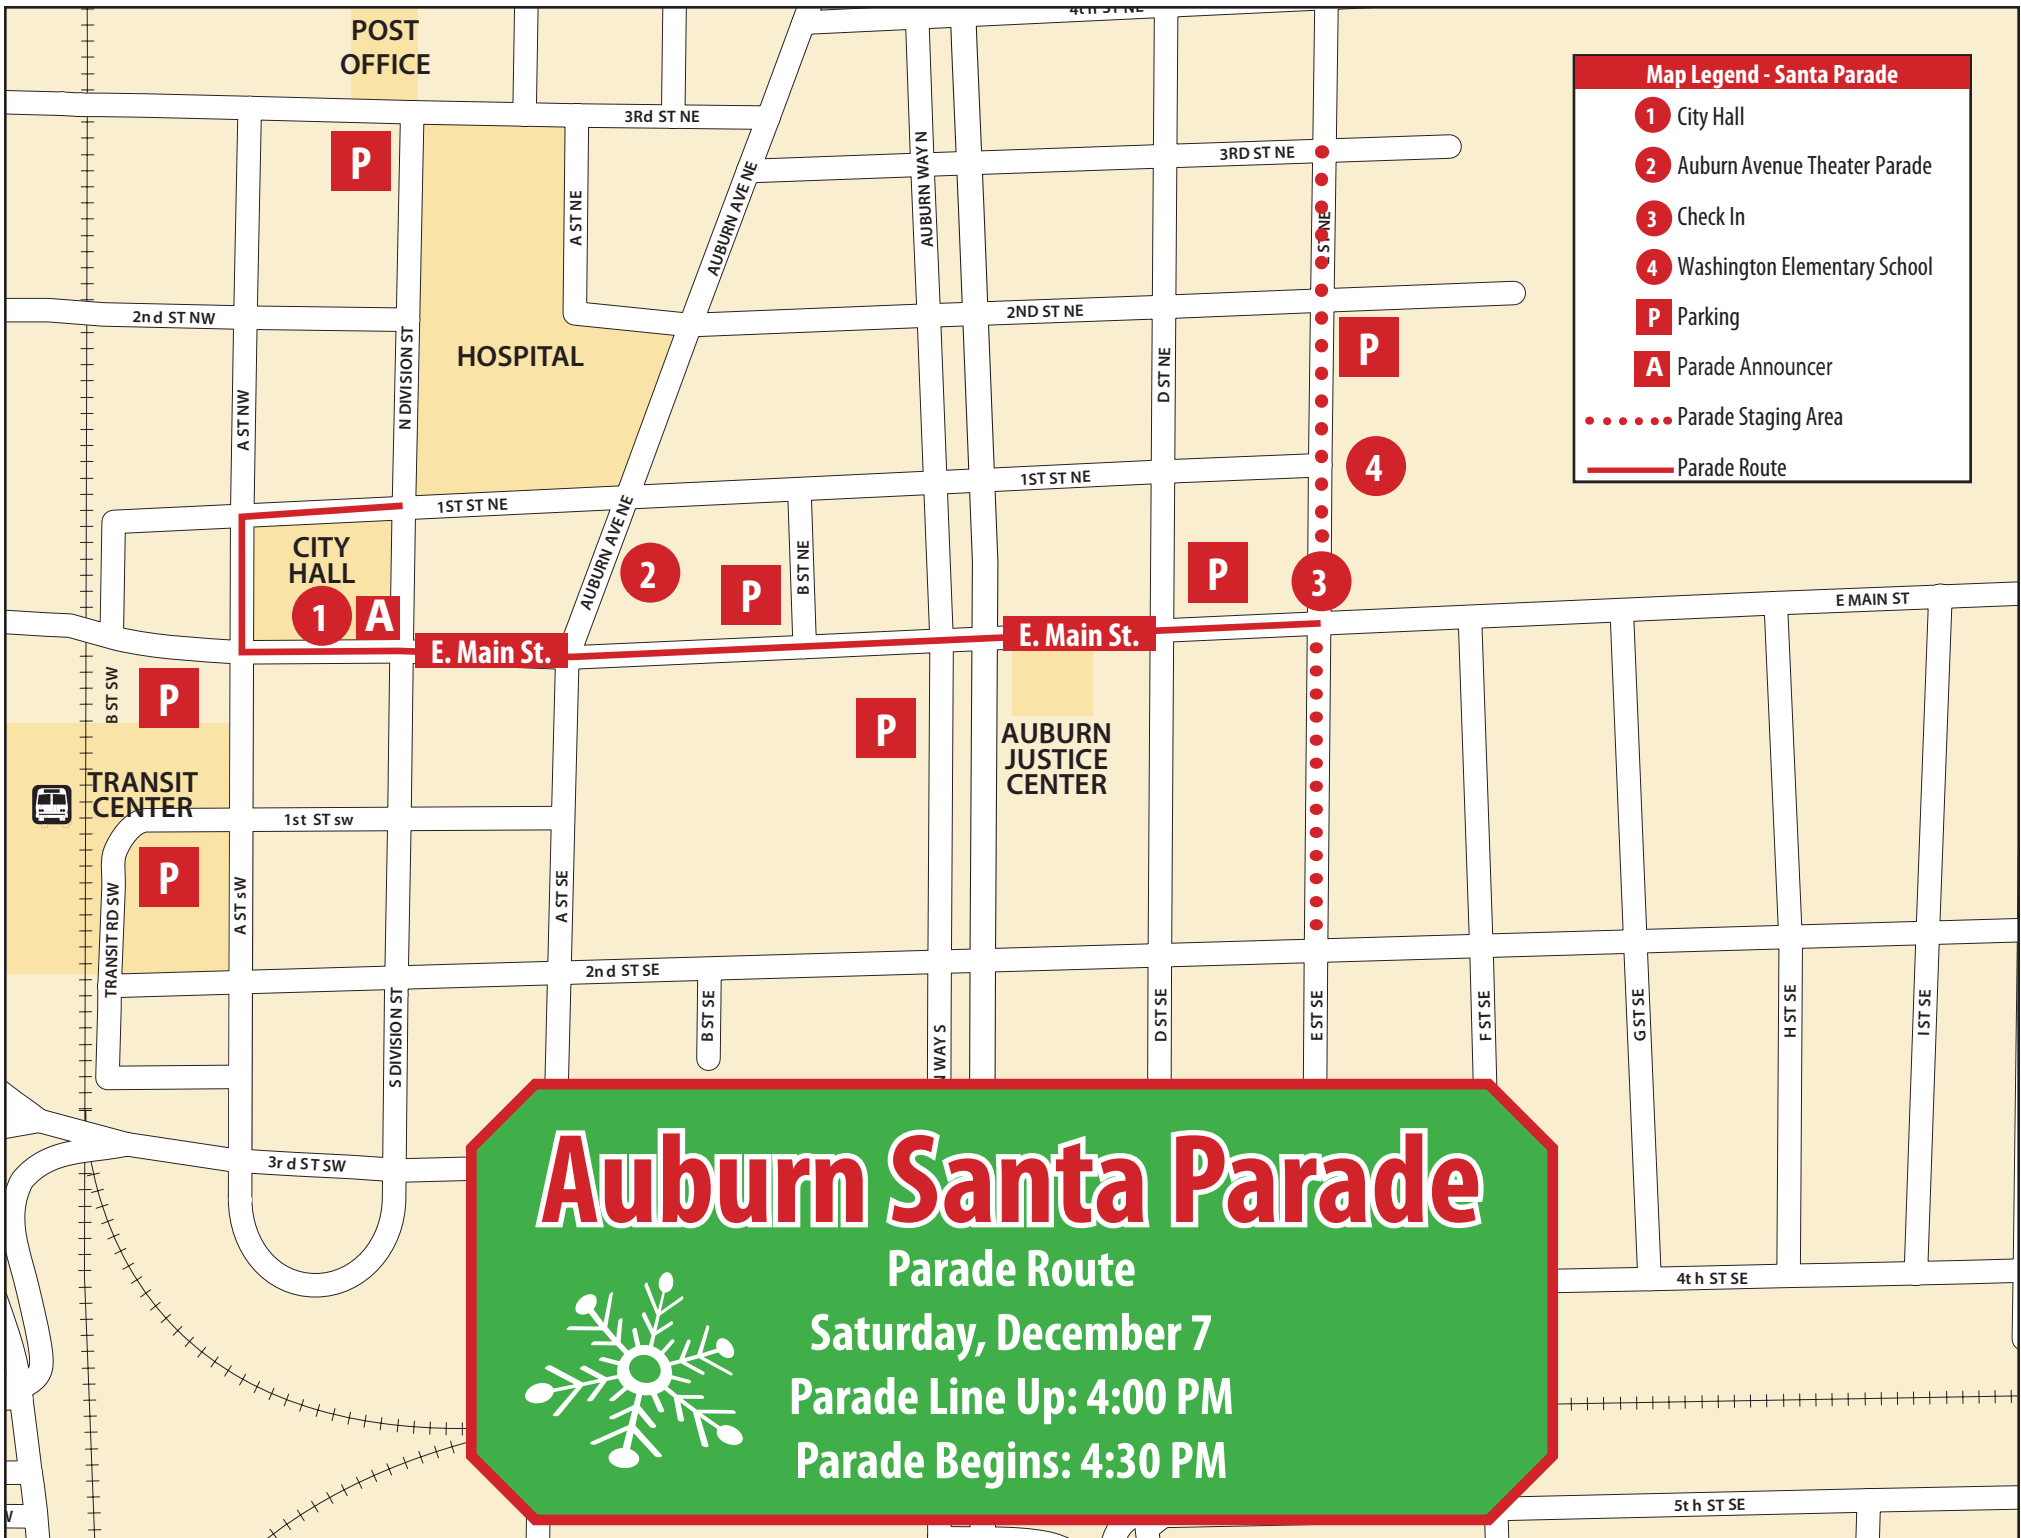 4th ST NE
POST
OFFICE
3Rd ST NE
Map Legend - Santa Parade
1 City Hall
2 Auburn Avenue Theater Parade
3 Check In
4 Washington Elementary School
P Parking
A Parade Announcer
Parade Staging Area
Parade Route
P
3RD ST NE
AUBURN WAY N
A ST NE
AUBURN AVE NE
ST NE
2nd ST NW
2ND ST NE
N DIVISION ST
HOSPITAL
D ST NE
P
A ST NW
4
1ST ST NE
1ST ST NE
CITY
HALL
1
A
AUBURN AVE NE
2
P
B ST NE
P
3
E MAIN ST
E. Main St.
E. Main St.
B ST SW
P
P
AUBURN
JUSTICE
CENTER
TRANSIT
CENTER
1st ST sw
P
TRANSIT RD SW
A ST sW
A ST SE
2nd ST SE
S DIVISION ST
B ST SE
WAY S
D ST SE
E ST SE
F ST SE
G ST SE
H ST SE
I ST SE
3rd ST SW
Auburn Santa Parade
Parade Route
Saturday, December 7
Parade Line Up: 4:00 PM
Parade Begins: 4:30 PM
4th ST SE
5th ST SE